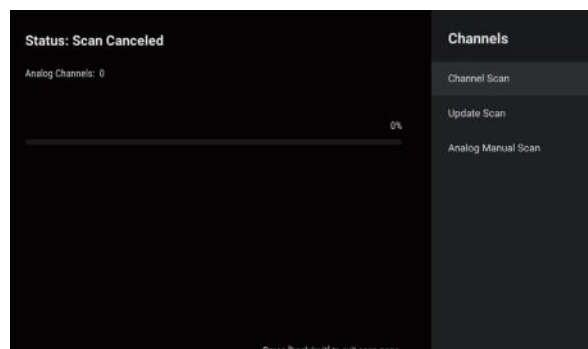 Status: Scan Canceled
Analog Channels: 0
0%
Channels
Channel Scan
Update Scan
Analog Manual Scan